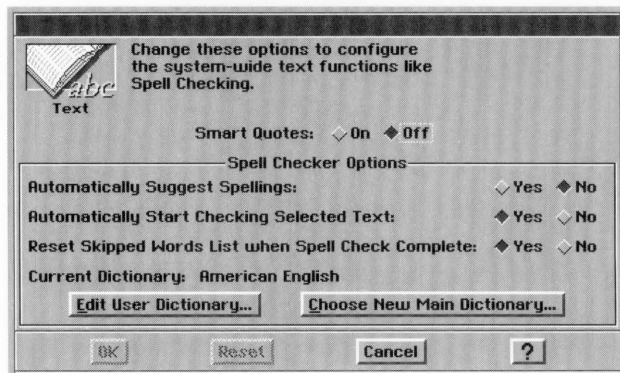 Change these options to configure
the system-wide text functions like
Spell Checking.
abc
Text
Smart Quotes: On Off
Spell Checker Options
Automatically Suggest Spellings: Yes No
Automatically Start Checking Selected Text: Yes No
Reset Skipped Words List when Spell Check Complete: Yes No
Current Dictionary: American English
Edit User Dictionary... Choose New Main Dictionary...
OK Reset Cancel ?